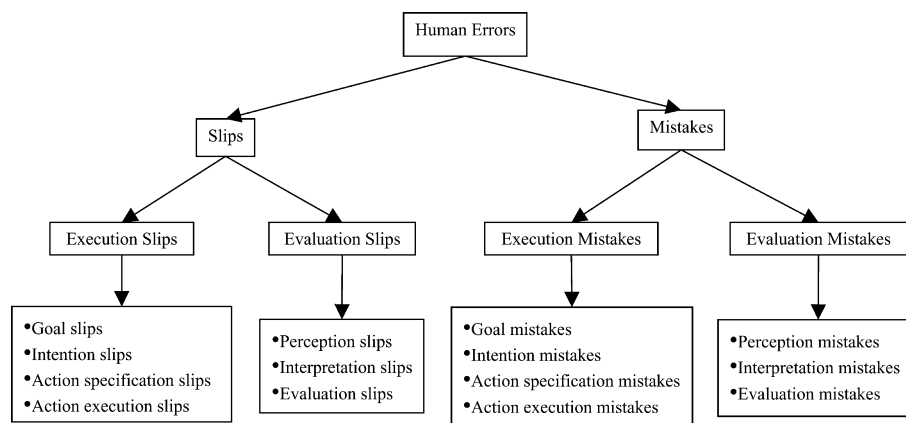 Human Errors
Slips
Mistakes
Execution Slips
Evaluation Slips
Execution Mistakes
Evaluation Mistakes
•Goal slips
•Intention slips
•Action specification slips
•Action execution slips
•Perception slips
•Interpretation slips
•Evaluation slips
•Goal mistakes
•Intention mistakes
•Action specification mistakes
•Action execution mistakes
•Perception mistakes
•Interpretation mistakes
•Evaluation mistakes